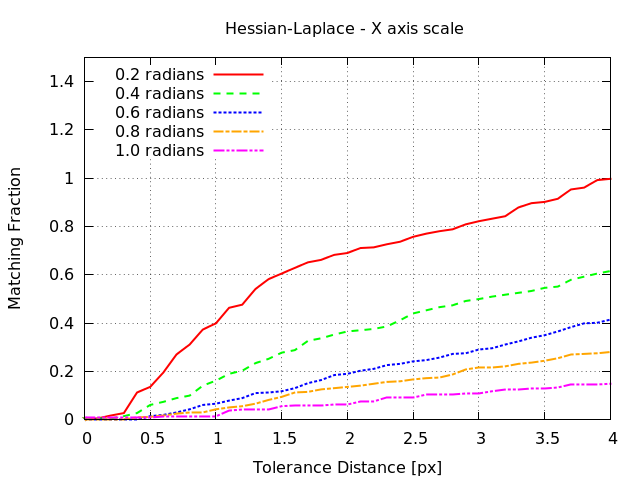 Hessian-Laplace - X axis scale
0.2 radians
0.4 radians
0.6 radians
0.8 radians
1.0 radians
1.4
1.2
1
0.8
0.6
0.4
0.2
0
Matching Fraction
0 0.5 1 1.5 2 2.5 3 3.5 4
Tolerance Distance [px]